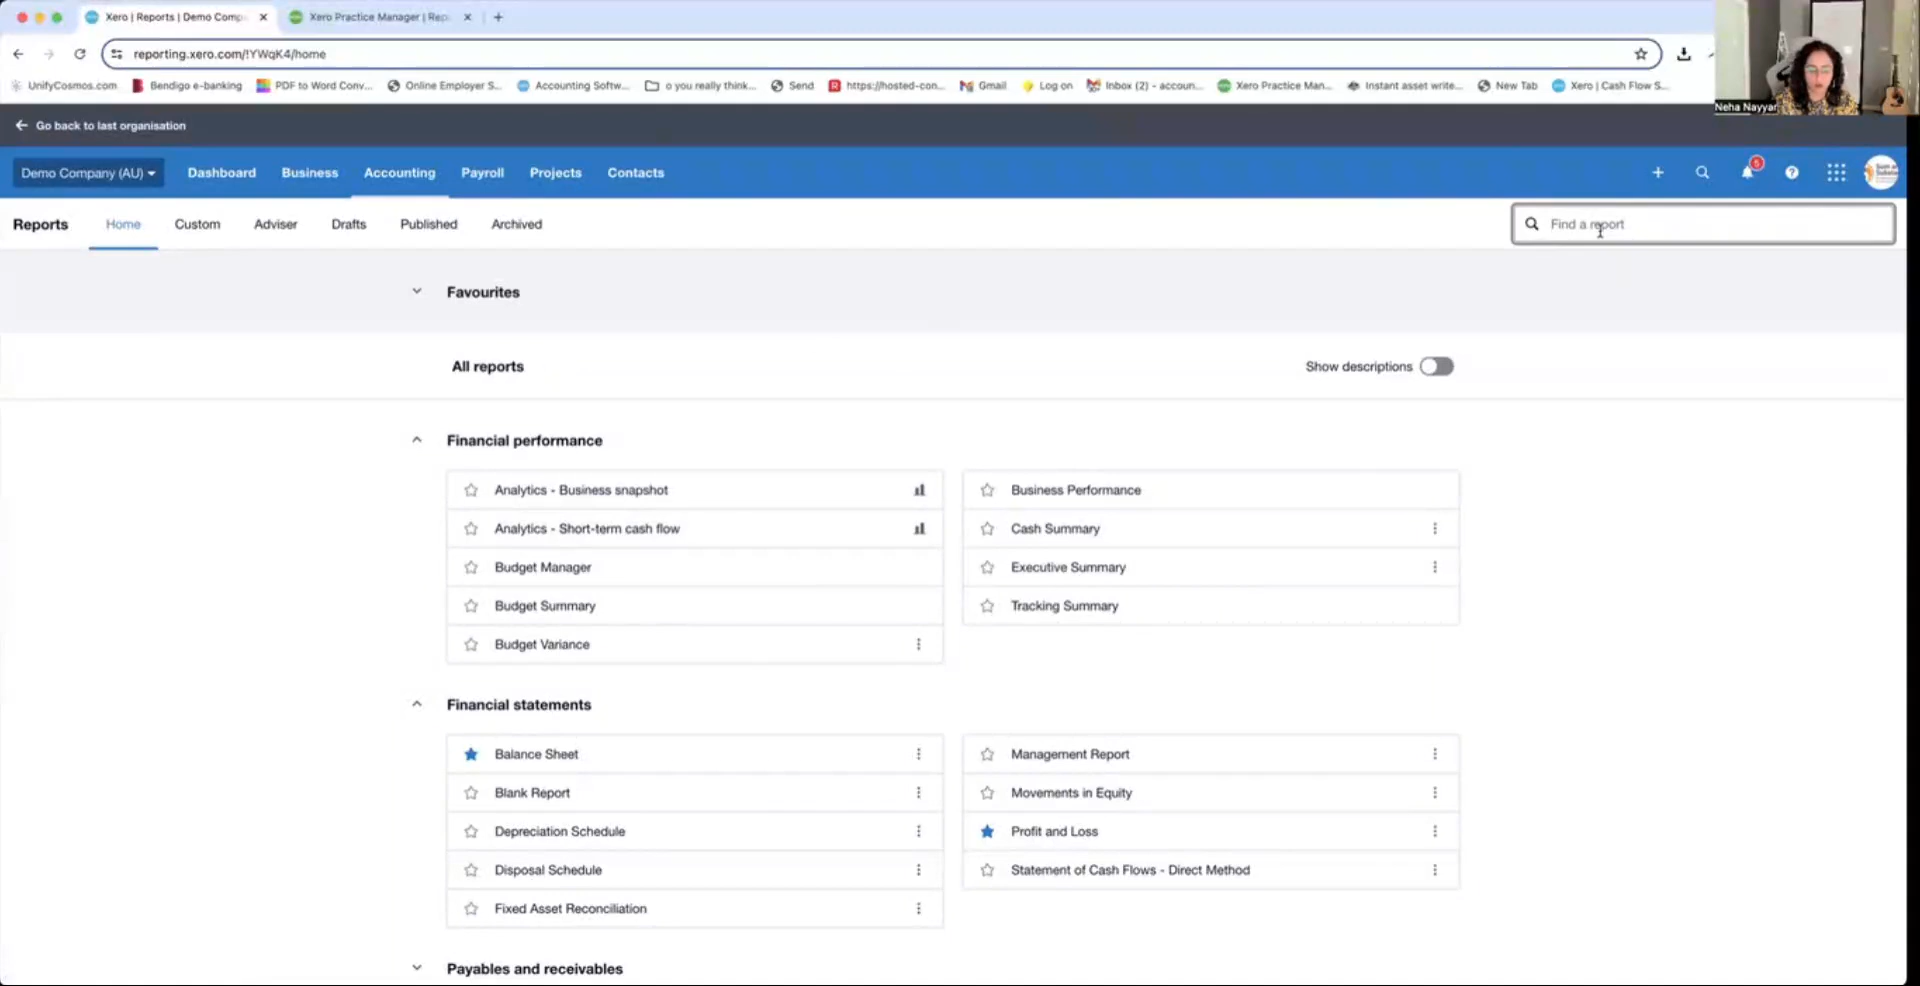 Xero | Reports | Demo Comp
Xero Practice Manager | Rep
reporting.xero.com/!YWqK4/home
UnifyCosmos.com
Bendigo e-banking
PDF to Word Conv...
Online Employer S...
Accounting Softw...
o you really think...
Send
https://hosted-con...
Gmail
Log on
Inbox (2) - accoun...
Xero Practice Man...
Instant asset write...
New Tab
Xero | Cash Flow S...
Neha Nayyar
Go back to last organisation
Demo Company (AU)
Dashboard
Business
Accounting
Payroll
Projects
Contacts
5
Reports
Home
Custom
Adviser
Drafts
Published
Archived
Find a report
Favourites
All reports
Show descriptions
Financial performance
Analytics - Business snapshot
Analytics - Short-term cash flow
Budget Manager
Budget Summary
Budget Variance
Business Performance
Cash Summary
Executive Summary
Tracking Summary
Financial statements
Balance Sheet
Blank Report
Depreciation Schedule
Disposal Schedule
Fixed Asset Reconciliation
Management Report
Movements in Equity
Profit and Loss
Statement of Cash Flows - Direct Method
Payables and receivables